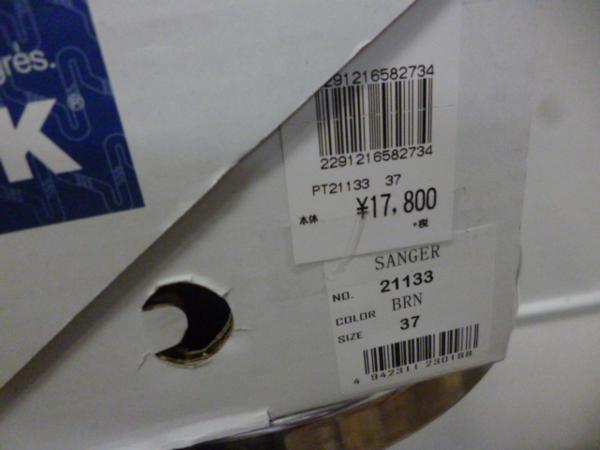 grès.
K®
2291216582734
2291216582734
PT21133 37
本体 ¥17,800
+税
SANGER
NO. 21133
COLOR BRN
SIZE 37
4 942311 230188